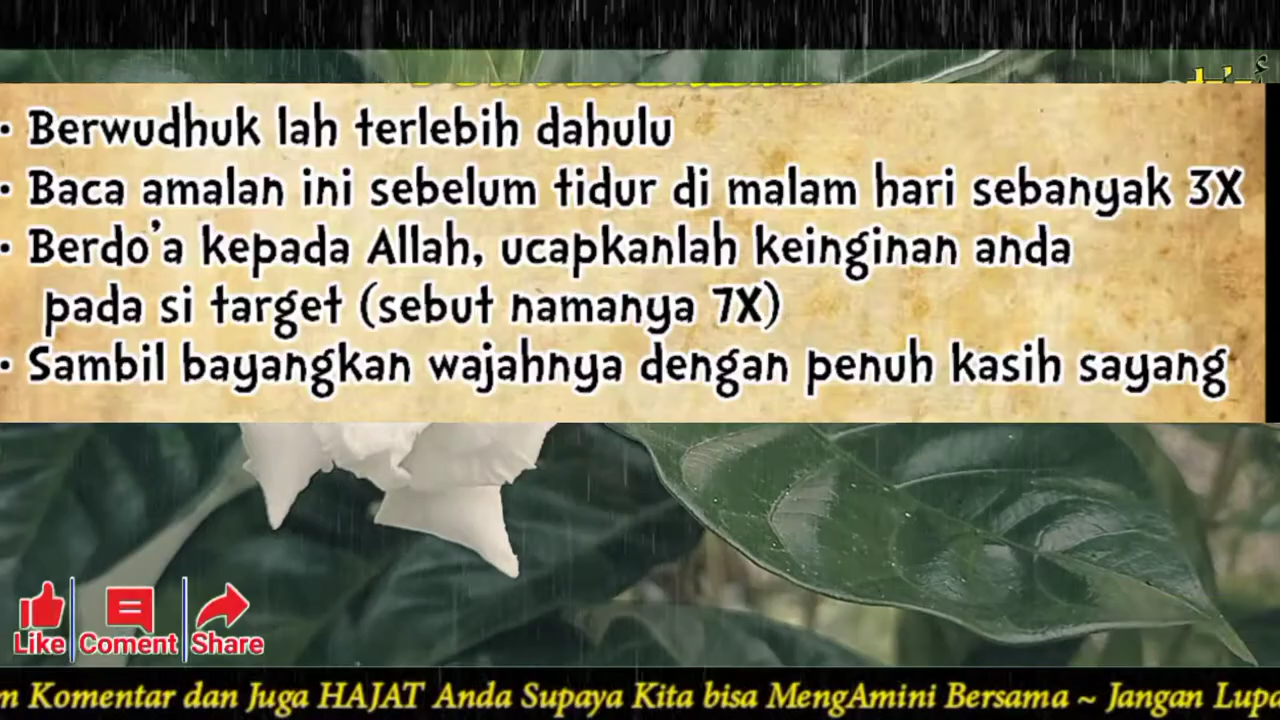 • Berwudhuk lah terlebih dahulu
• Baca amalan ini sebelum tidur di malam hari sebanyak 3X
• Berdo'a kepada Allah, ucapkanlah keinginan anda
pada si target (sebut namanya 7X)
• Sambil bayangkan wajahnya dengan penuh kasih sayang
Like Coment Share
Komentar dan Juga HAJAT Anda Supaya Kita bisa MengAmini Bersama ~ Jangan